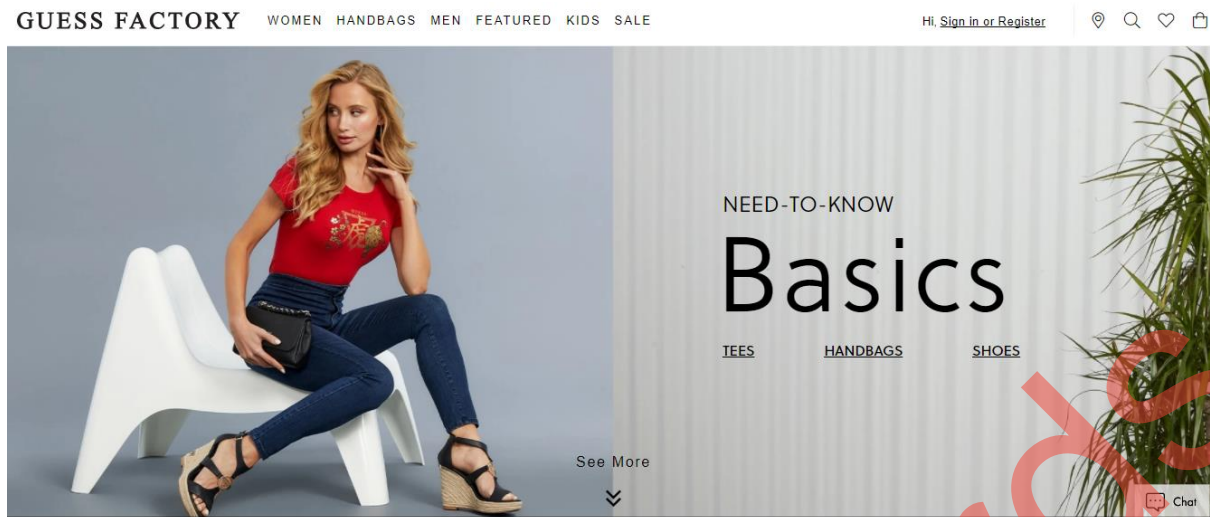 GUESS FACTORY WOMEN HANDBAGS MEN FEATURED KIDS SALE Hi, Sign in or Register
NEED-TO-KNOW
Basics
TEES HANDBAGS SHOES
See More
Chat